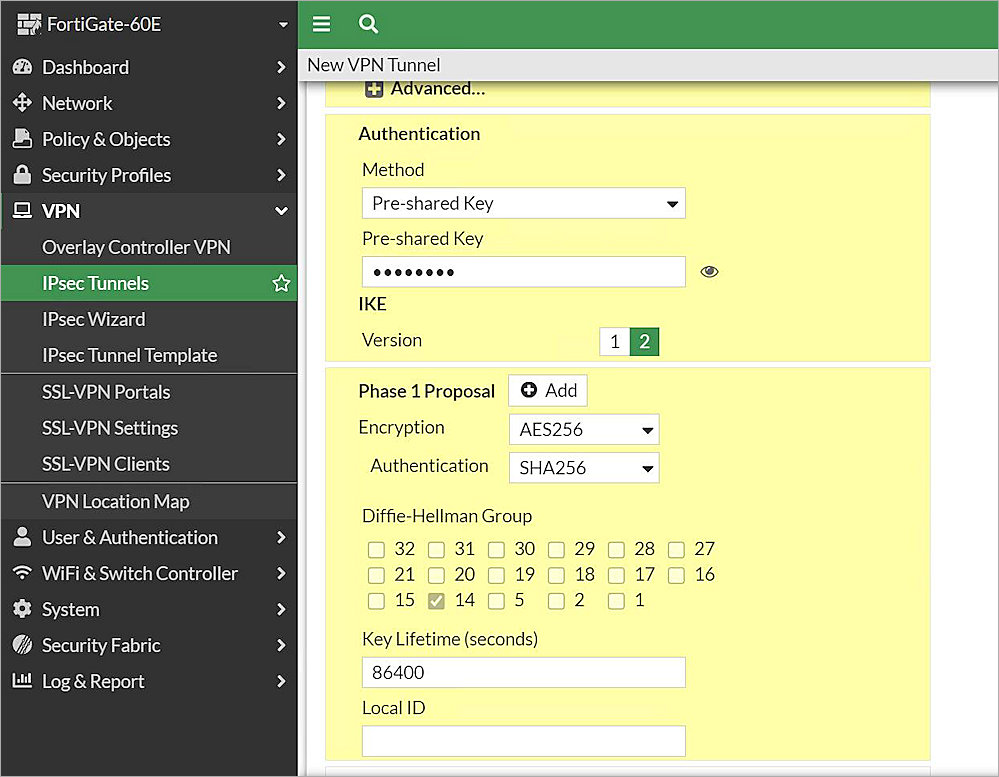 FortiGate-60E
Dashboard
Network
Policy & Objects
Security Profiles
VPN
Overlay Controller VPN
IPsec Tunnels
IPsec Wizard
IPsec Tunnel Template
SSL-VPN Portals
SSL-VPN Settings
SSL-VPN Clients
VPN Location Map
User & Authentication
WiFi & Switch Controller
System
Security Fabric
Log & Report
New VPN Tunnel
Advanced...
Authentication
Method
Pre-shared Key
Pre-shared Key
••••••••
IKE
Version 1 2
Phase 1 Proposal Add
Encryption AES256
Authentication SHA256
Diffie-Hellman Group
32 31 30 29 28 27
21 20 19 18 17 16
15 14 5 2 1
Key Lifetime (seconds)
86400
Local ID